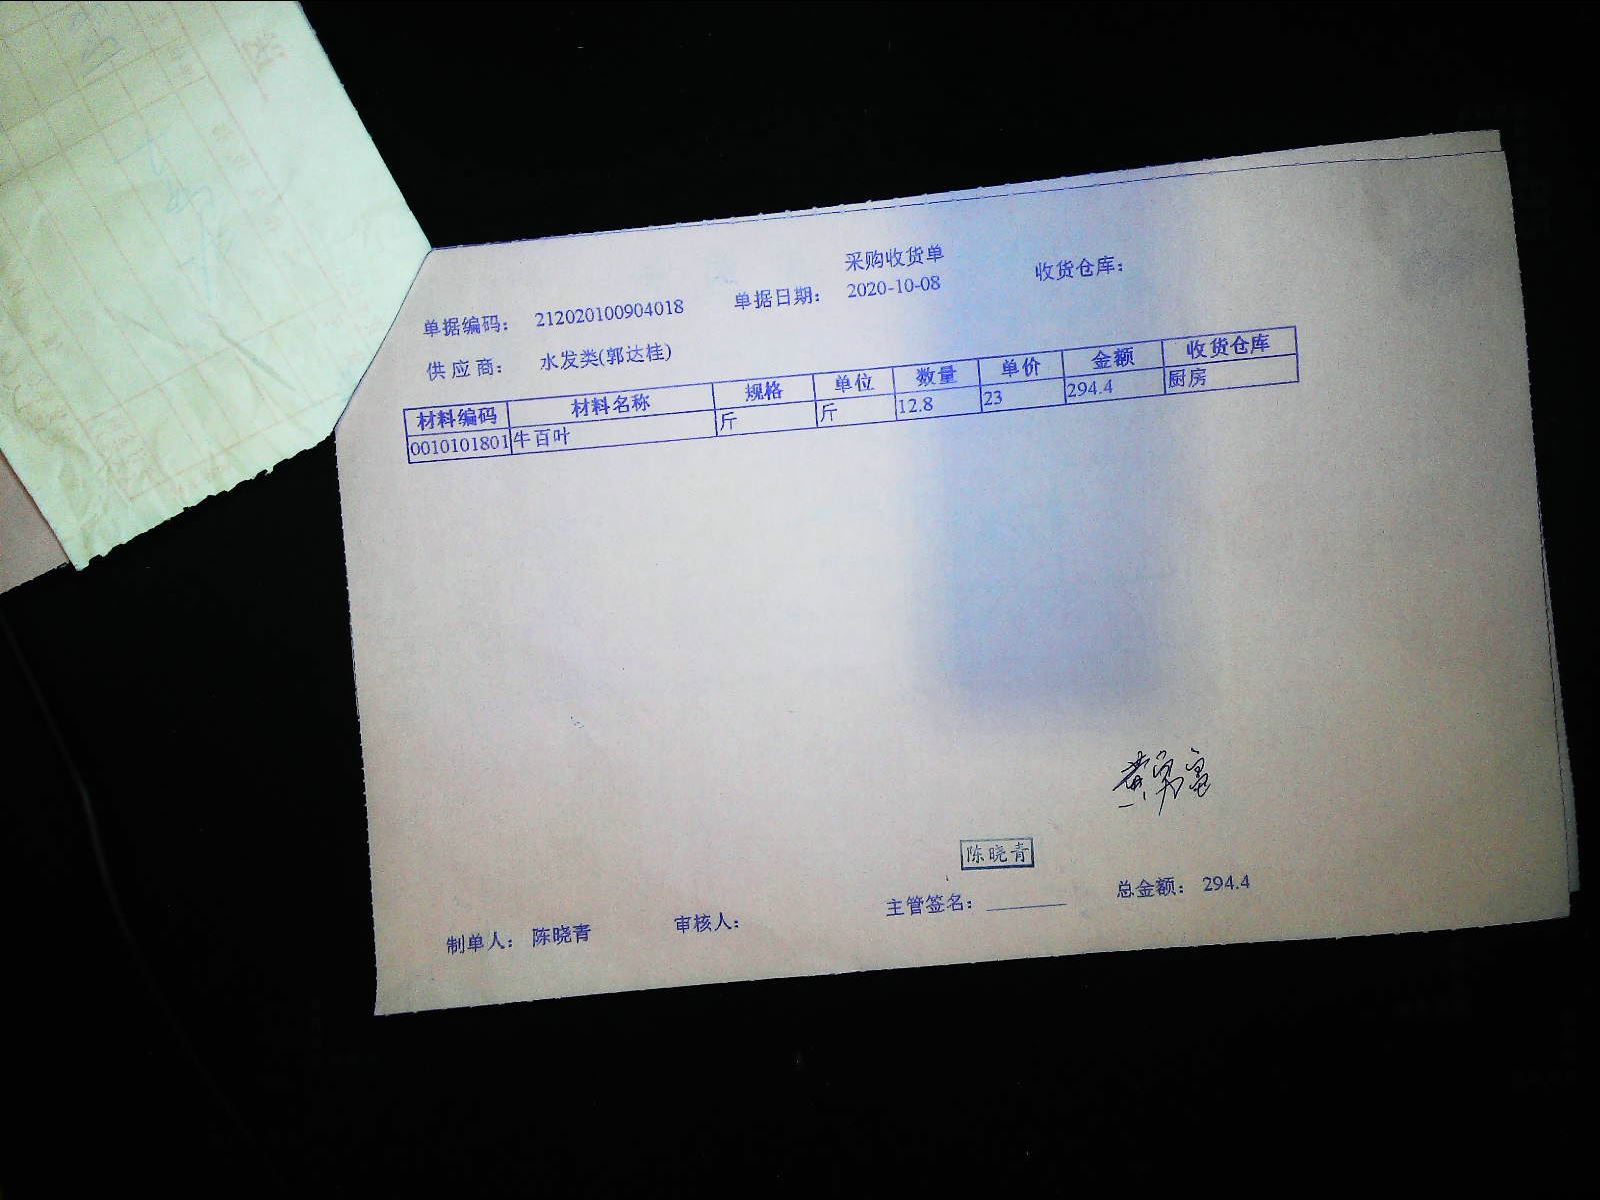 采购收货单
单据编码: 212020100904018 单据日期: 2020-10-08 收货仓库:
供应商: 水发类(郭达桂)
材料编码 材料名称 规格 单位 数量 单价 金额 收货仓库
0010101801 牛百叶 斤 斤 12.8 23 294.4 厨房
陈晓青
制单人: 陈晓青 审核人: 主管签名: 总金额: 294.4